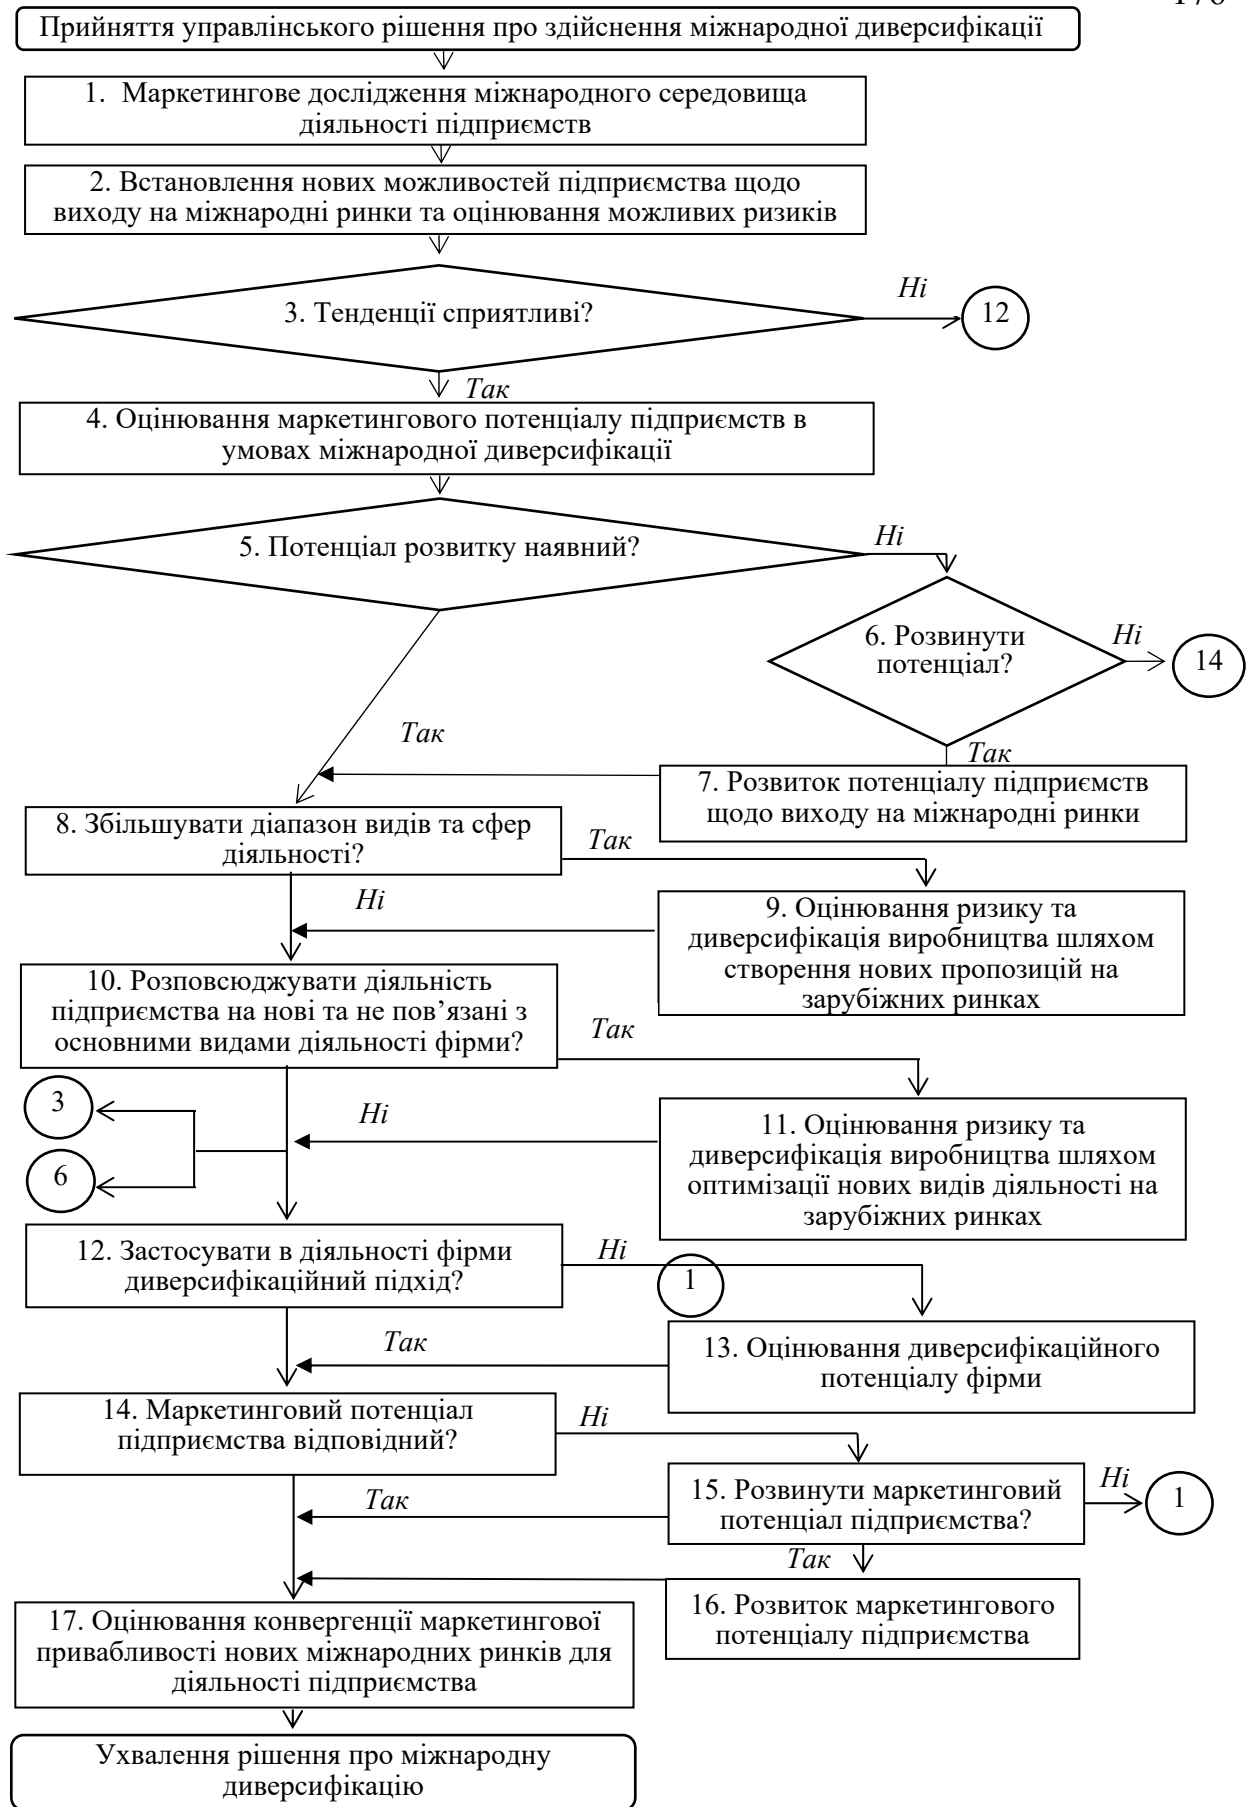 Прийняття управлінського рішення про здійснення міжнародної диверсифікації
1. Маркетингове дослідження міжнародного середовища
діяльності підприємств
2. Встановлення нових можливостей підприємства щодо
виходу на міжнародні ринки та оцінювання можливих ризиків
3. Тенденції сприятливі?
Ні
12
Так
4. Оцінювання маркетингового потенціалу підприємств в
умовах міжнародної диверсифікації
5. Потенціал розвитку наявний?
Ні
6. Розвинути
потенціал?
Ні
14
Так
Так
7. Розвиток потенціалу підприємств
щодо виходу на міжнародні ринки
8. Збільшувати діапазон видів та сфер
діяльності?
Так
Ні
9. Оцінювання ризику та
диверсифікація виробництва шляхом
створення нових пропозицій на
зарубіжних ринках
10. Розповсюджувати діяльність
підприємства на нові та не пов’язані з
основними видами діяльності фірми?
Так
3
Ні
6
11. Оцінювання ризику та
диверсифікація виробництва шляхом
оптимізації нових видів діяльності на
зарубіжних ринках
12. Застосувати в діяльності фірми
диверсифікаційний підхід?
Ні
1
Так
13. Оцінювання диверсифікаційного
потенціалу фірми
14. Маркетинговий потенціал
підприємства відповідний?
Ні
Так
15. Розвинути маркетинговий
потенціал підприємства?
Ні
1
Так
16. Розвиток маркетингового
потенціалу підприємства
17. Оцінювання конвергенції маркетингової
привабливості нових міжнародних ринків для
діяльності підприємства
Ухвалення рішення про міжнародну
диверсифікацію